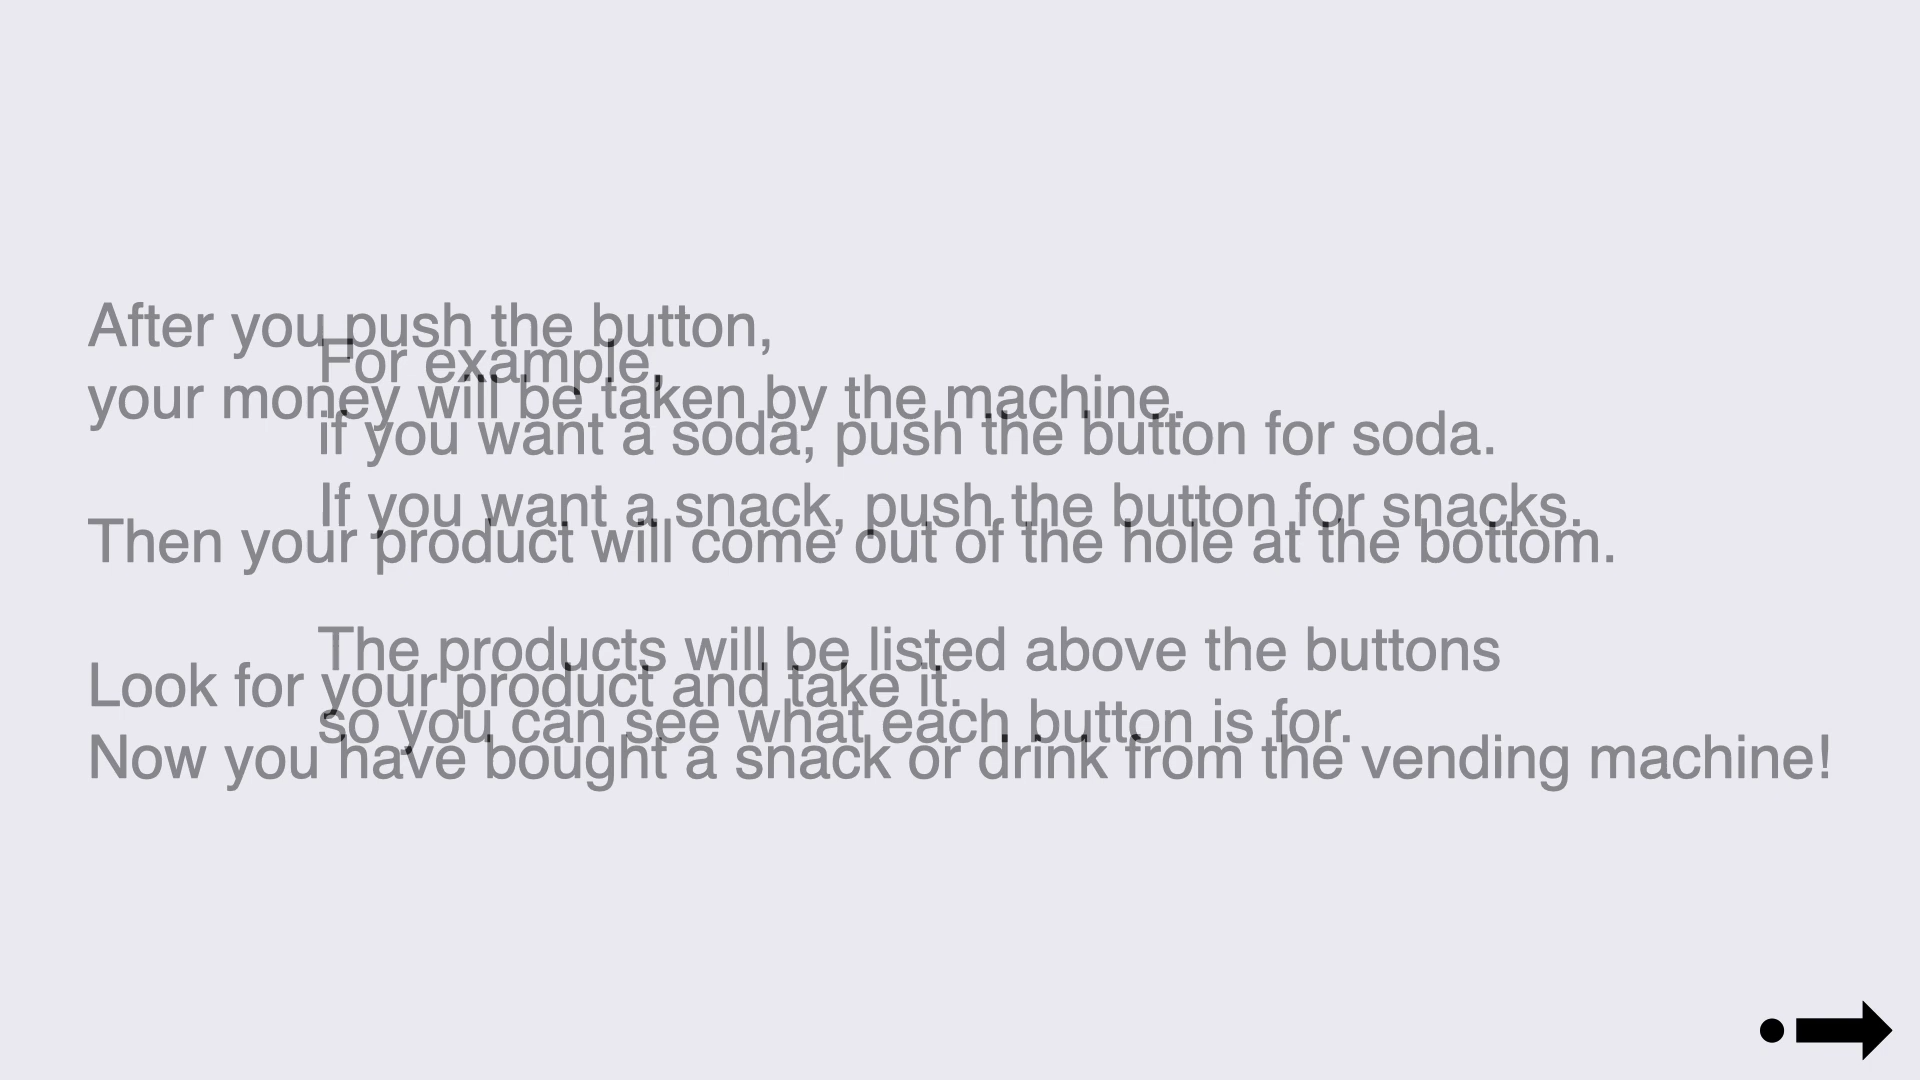 For example,
if you want a soda, push the button for soda.
If you want a snack, push the button for snacks.
The products will be listed above the buttons
so you can see what each button is for.
After you push the button,
your money will be taken by the machine.
Then your product will come out of the hole at the bottom.
Look for your product and take it.
Now you have bought a snack or drink from the vending machine!